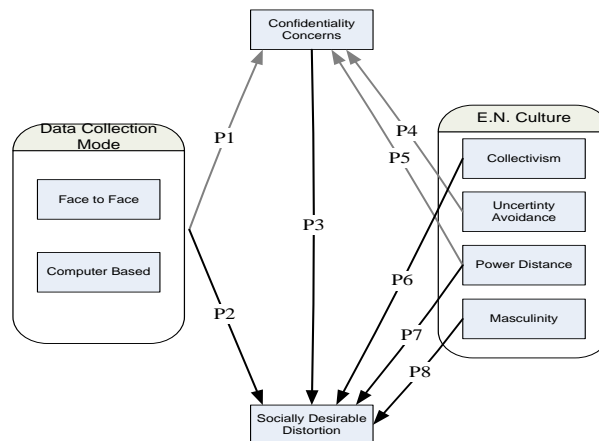 Confidentiality
Concerns
Data Collection
Mode
E.N. Culture
P1
P4
P5
Collectivism
Face to Face
Uncertinty
Avoidance
P3
Computer Based
P6
Power Distance
P2
P7
Masculinity
P8
Socially Desirable
Distortion